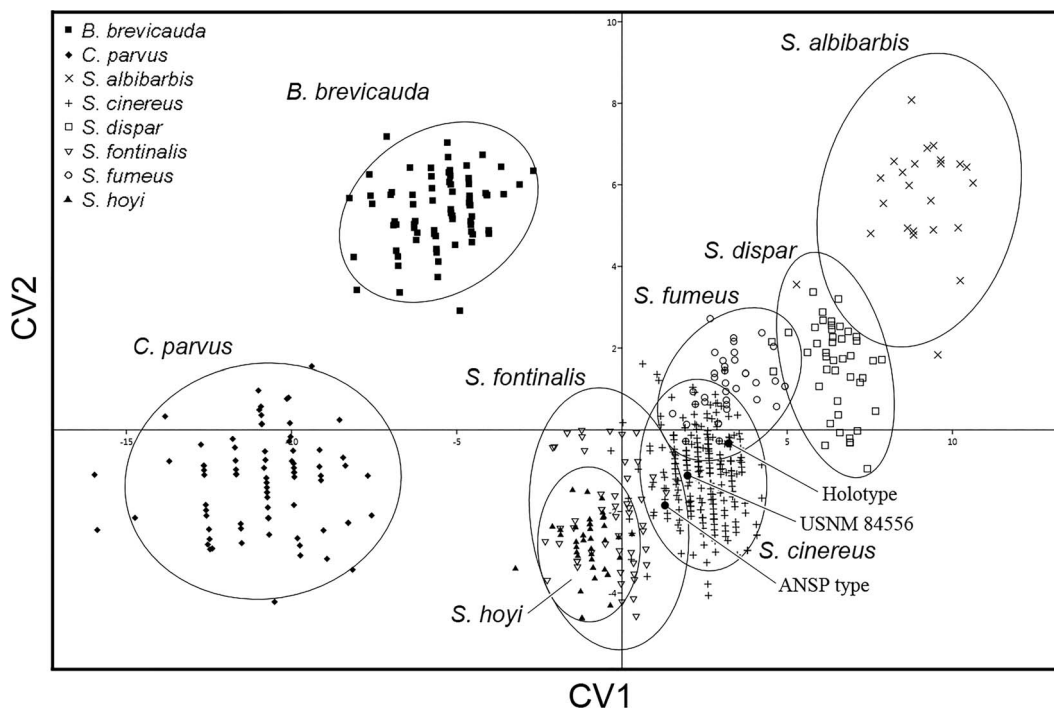 B. brevicauda
C. parvus
S. albibarbis
S. cinereus
S. dispar
S. fontinalis
S. fumeus
S. hoyi
10
S. albibarbis
B. brevicauda
8
6
S. dispar
4
S. fumeus
C. parvus
S. fontinalis
2
-15
-10
-5
5
10
Holotype
USNM 84556
S. cinereus
ANSP type
-4
S. hoyi
CV2
CV1